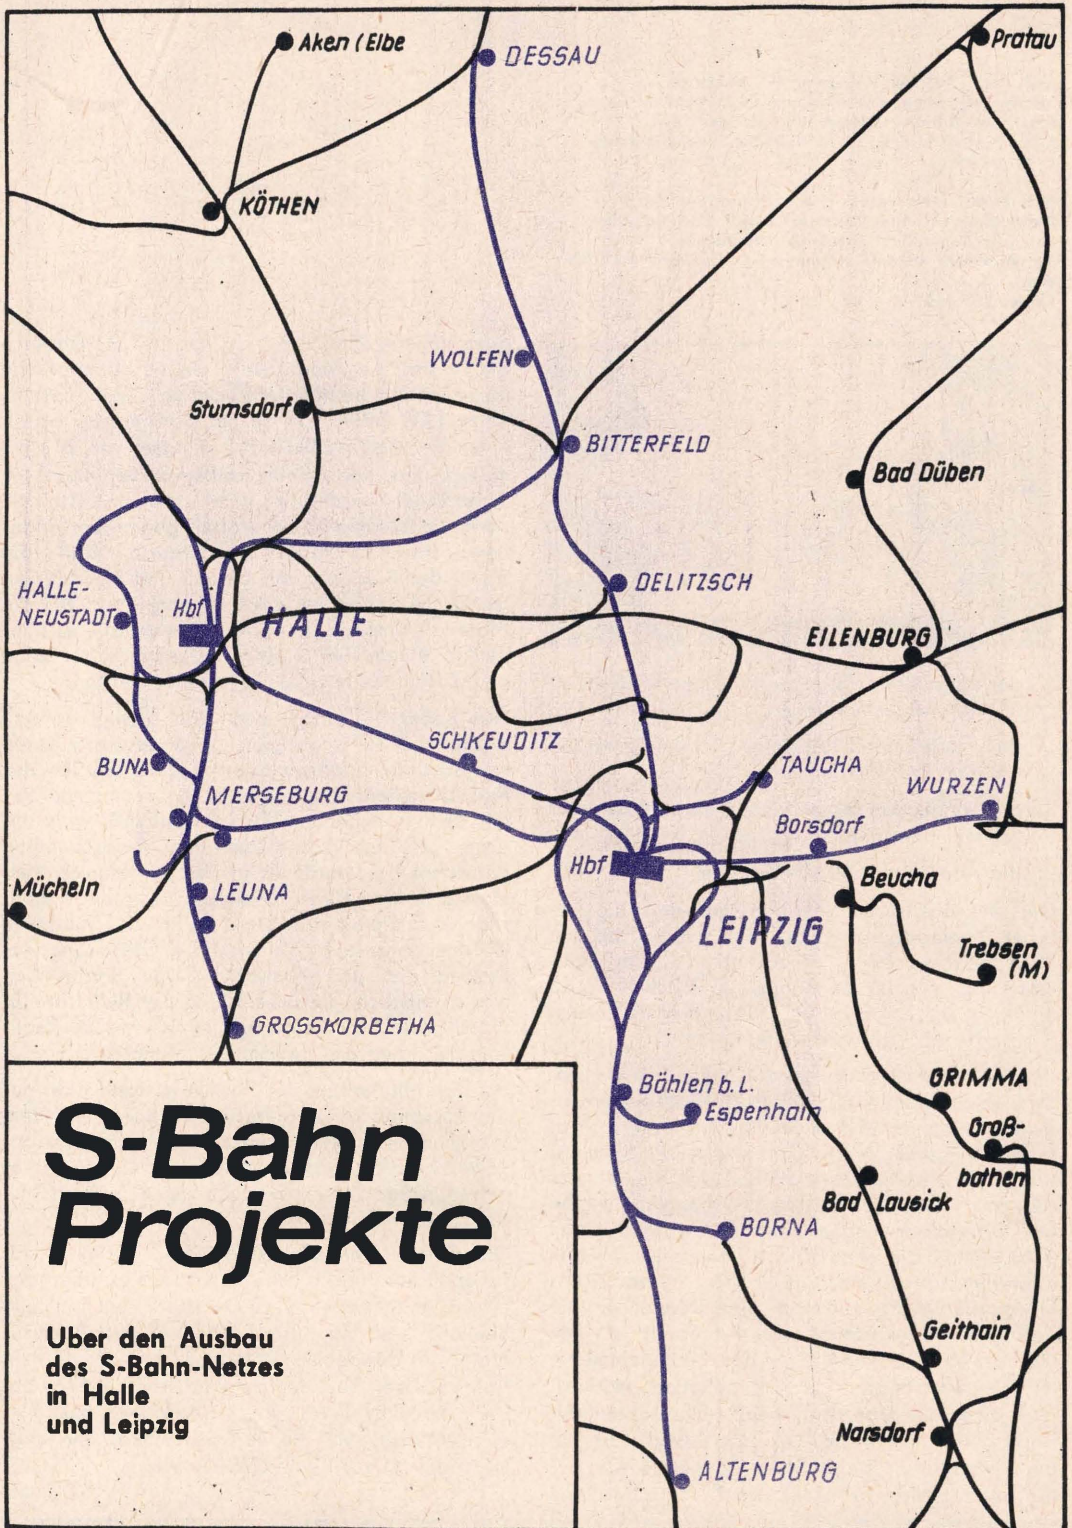 Aken (Elbe
DESSAU
Pratau
KÖTHEN
WOLFEN
Stumsdorf
BITTERFELD
Bad Düben
HALLE-
NEUSTADT
Hbf
HALLE
DELITZSCH
EILENBURG
SCHKEUDITZ
BUNA
MERSEBURG
TAUCHA
WURZEN
Borsdorf
Hbf
LEIPZIG
Mücheln
LEUNA
Beucha
Trebsen
(M)
GROSSKORBETHA
Böhlen b. L.
Espenhain
GRIMMA
Groß-
bothen
Bad Lausick
BORNA
Geithain
Narsdorf
ALTENBURG
S-Bahn
Projekte
Uber den Ausbau
des S-Bahn-Netzes
in Halle
und Leipzig